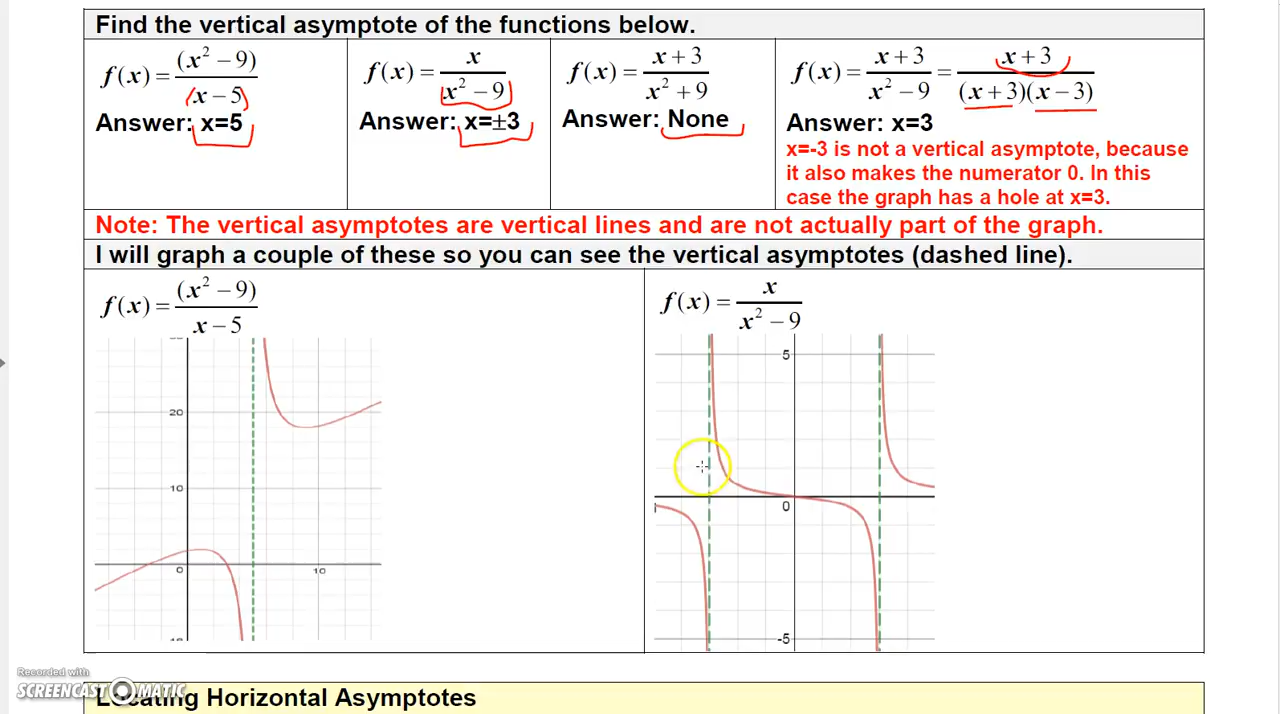 Find the vertical asymptote of the functions below.
f(x) = (x² − 9) / (x − 5)
Answer: x=5
f(x) = x / (x² − 9)
Answer: x=±3
f(x) = (x + 3) / (x² + 9)
Answer: None
f(x) = (x + 3) / (x² − 9) = (x + 3) / ((x + 3)(x − 3))
Answer: x=3
x=-3 is not a vertical asymptote, because
it also makes the numerator 0. In this
case the graph has a hole at x=3.
Note: The vertical asymptotes are vertical lines and are not actually part of the graph.
I will graph a couple of these so you can see the vertical asymptotes (dashed line).
f(x) = (x² − 9) / (x − 5)
20
10
0
10
f(x) = x / (x² − 9)
5
0
-5
Recorded with
SCREENCAST MATIC
Locating Horizontal Asymptotes